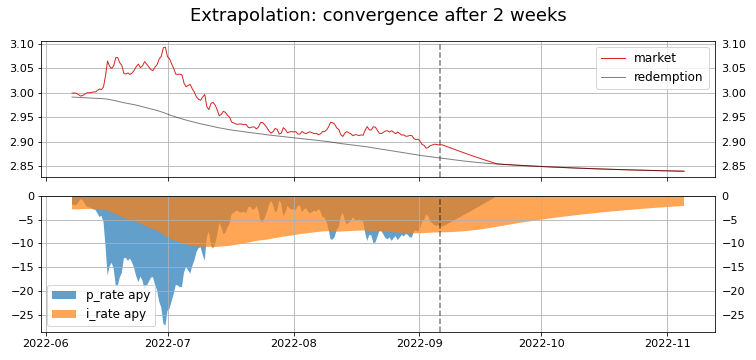 Extrapolation: convergence after 2 weeks
3.10 3.10
3.05 3.05
3.00 3.00
2.95 2.95
2.90 2.90
2.85 2.85
market
redemption
0 0
−5 −5
−10 −10
−15 −15
−20 −20
−25 −25
p_rate apy
i_rate apy
2022-06 2022-07 2022-08 2022-09 2022-10 2022-11